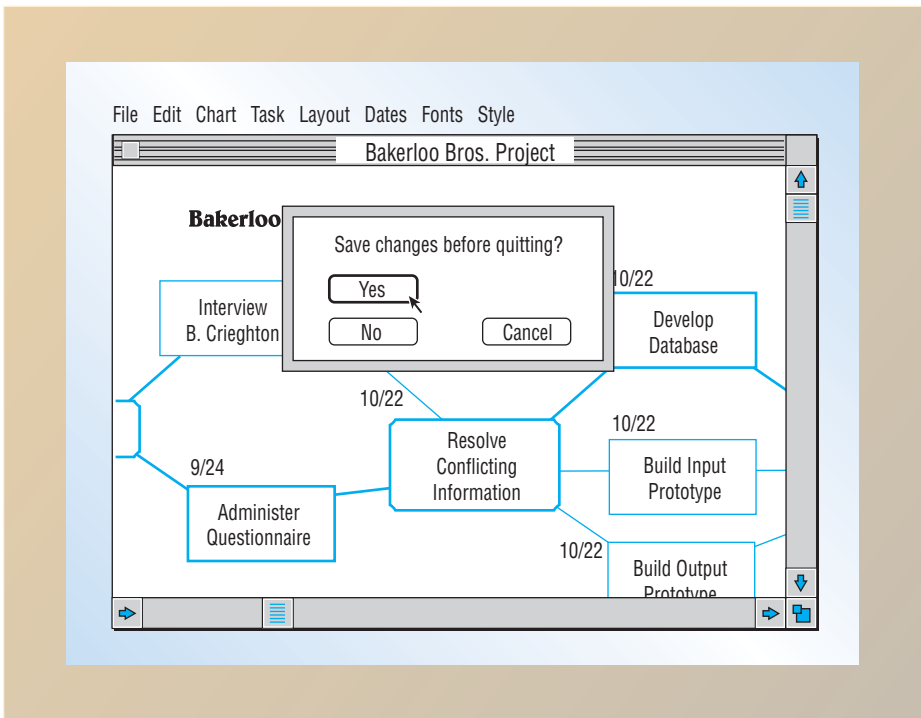 File Edit Chart Task Layout Dates Fonts Style
Bakerloo Bros. Project
Bakerloo
Save changes before quitting?
Yes
No
Cancel
10/22
Interview
B. Crieghton
Develop
Database
10/22
Resolve
Conflicting
Information
10/22
Build Input
Prototype
9/24
Administer
Questionnaire
10/22
Build Output
Prototype